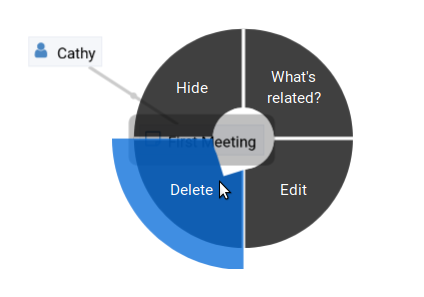 Cathy
Hide
What's
related?
First Meeting
Delete
Edit